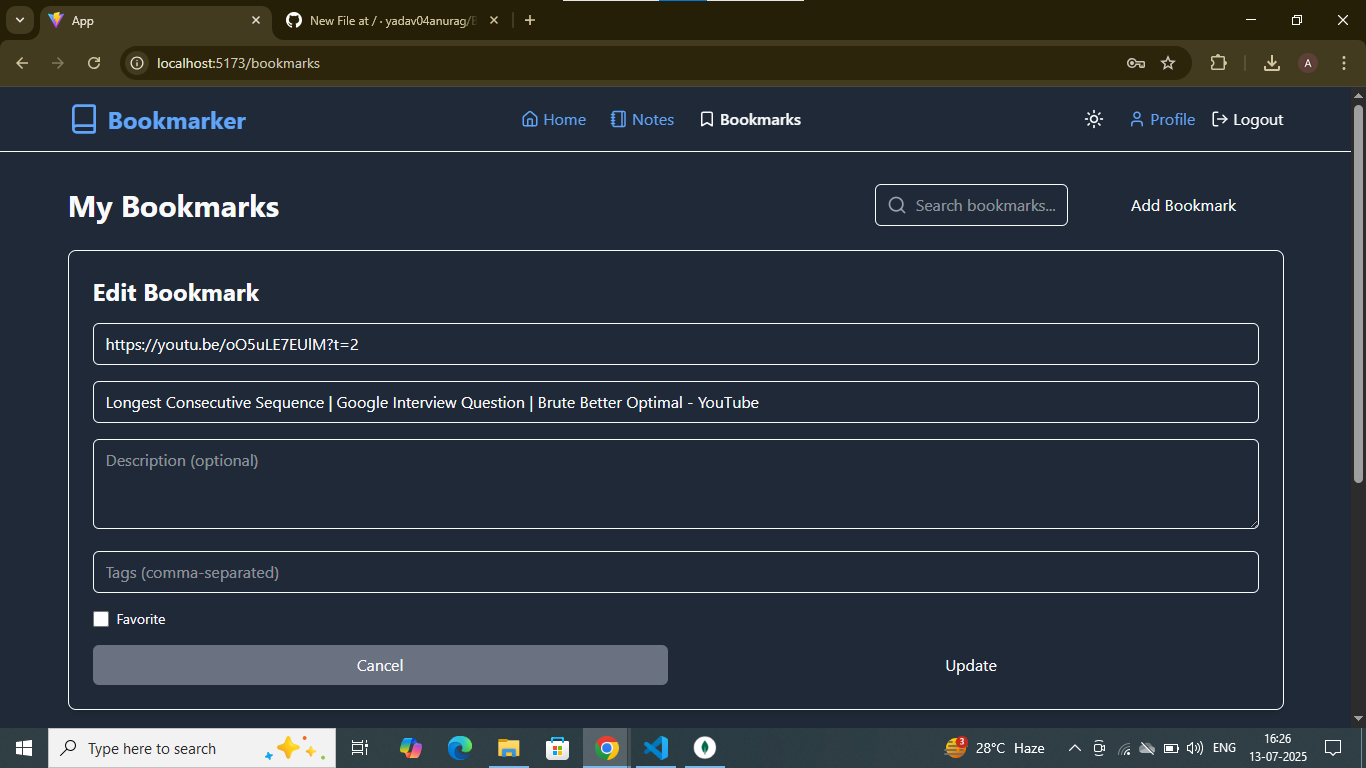 App
New File at / · yadav04anurag/B
localhost:5173/bookmarks
A
Bookmarker
Home
Notes
Bookmarks
Profile
Logout
My Bookmarks
Search bookmarks...
Add Bookmark
Edit Bookmark
https://youtu.be/oO5uLE7EUlM?t=2
Longest Consecutive Sequence | Google Interview Question | Brute Better Optimal - YouTube
Description (optional)
Tags (comma-separated)
Favorite
Cancel
Update
Type here to search
3
28°C Haze
ENG
16:26
13-07-2025